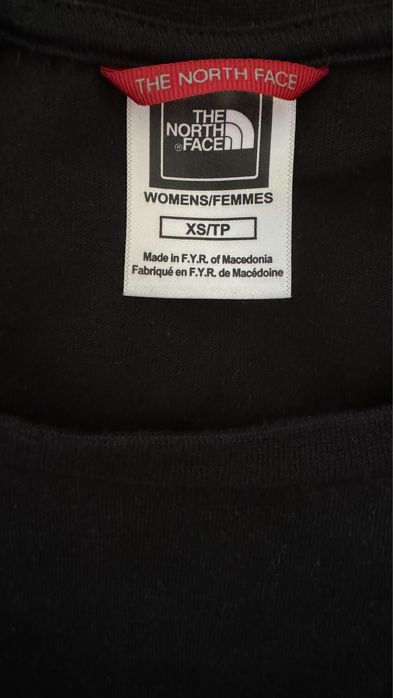 THE NORTH FACE
THE
NORTH
® FACE
WOMENS/FEMMES
XS/TP
Made in F.Y.R. of Macedonia
Fabriqué en F.Y.R. de Macédoine